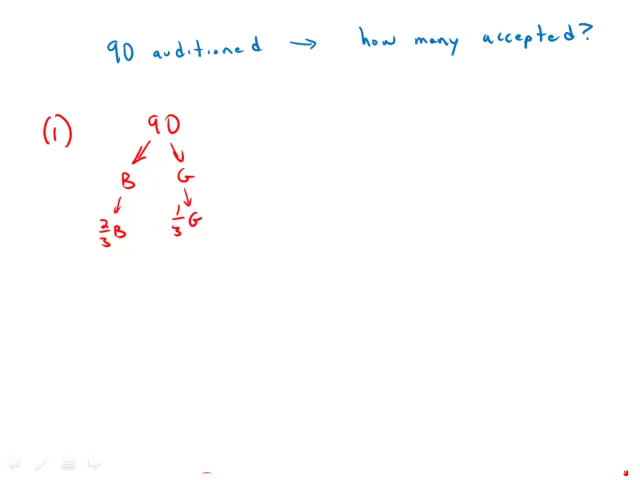 90 auditioned → how many accepted?
(1) 90
B G
2/3 B 1/3 G